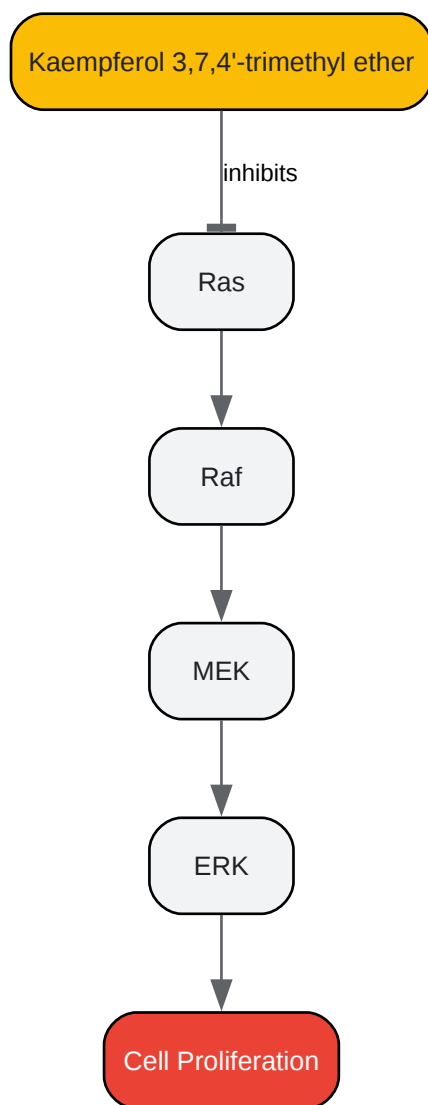 Kaempferol 3,7,4'-trimethyl ether
inhibits
Ras
Raf
MEK
ERK
Cell Proliferation